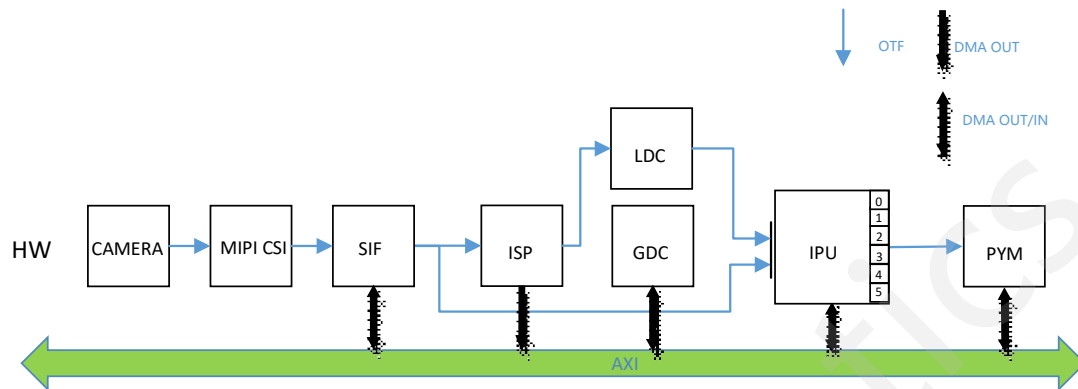 OTF
DMA OUT
DMA OUT/IN
LDC
HW
CAMERA
MIPI CSI
SIF
ISP
GDC
IPU
0
1
2
3
4
5
PYM
AXI